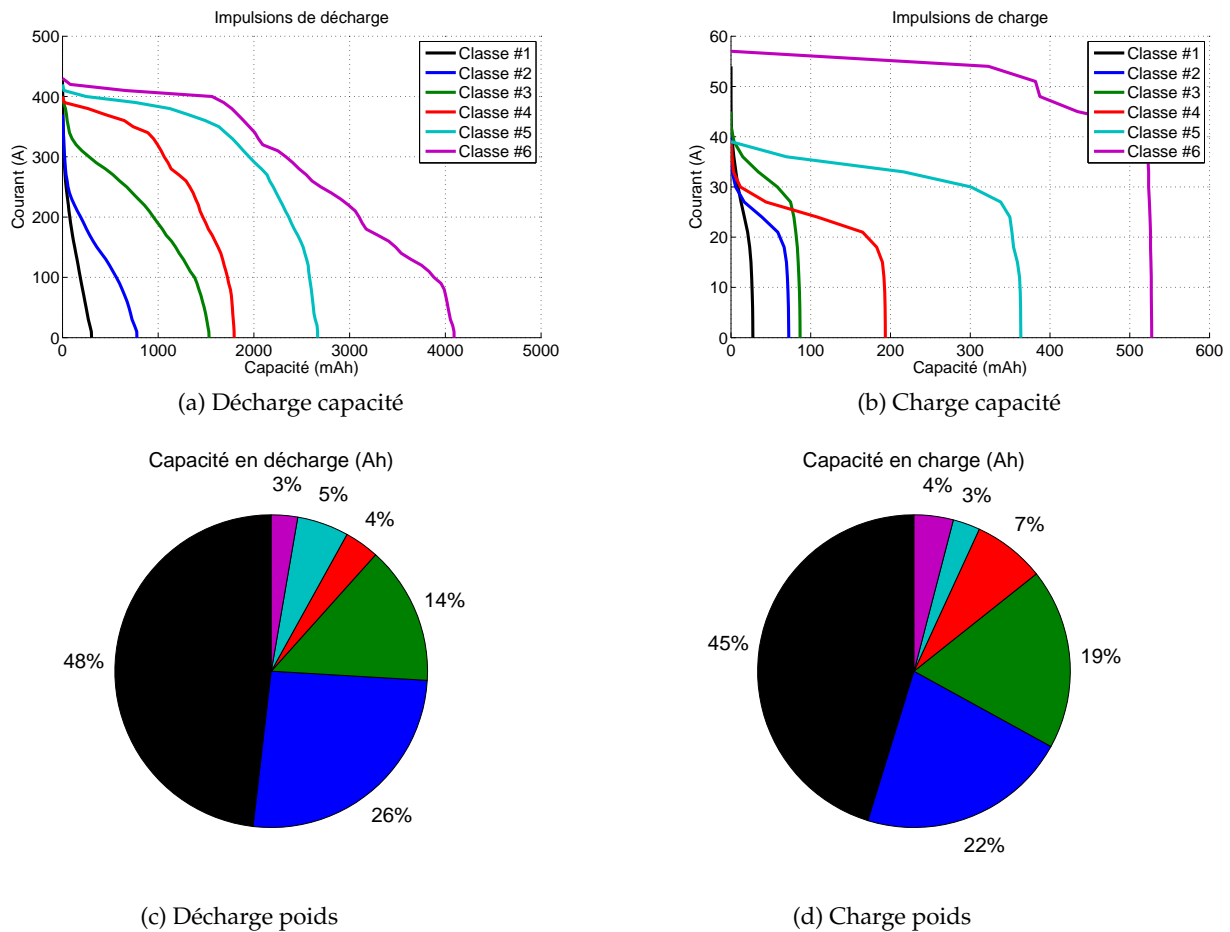 Impulsions de décharge
500
400
300
200
100
0
Courant (A)
0 1000 2000 3000 4000 5000
Capacité (mAh)
Classe #1
Classe #2
Classe #3
Classe #4
Classe #5
Classe #6
(a) Décharge capacité
Impulsions de charge
60
50
40
30
20
10
0
Courant (A)
0 100 200 300 400 500 600
Capacité (mAh)
Classe #1
Classe #2
Classe #3
Classe #4
Classe #5
Classe #6
(b) Charge capacité
Capacité en décharge (Ah)
3%
5%
4%
14%
48%
26%
(c) Décharge poids
Capacité en charge (Ah)
4%
3%
7%
45%
19%
22%
(d) Charge poids